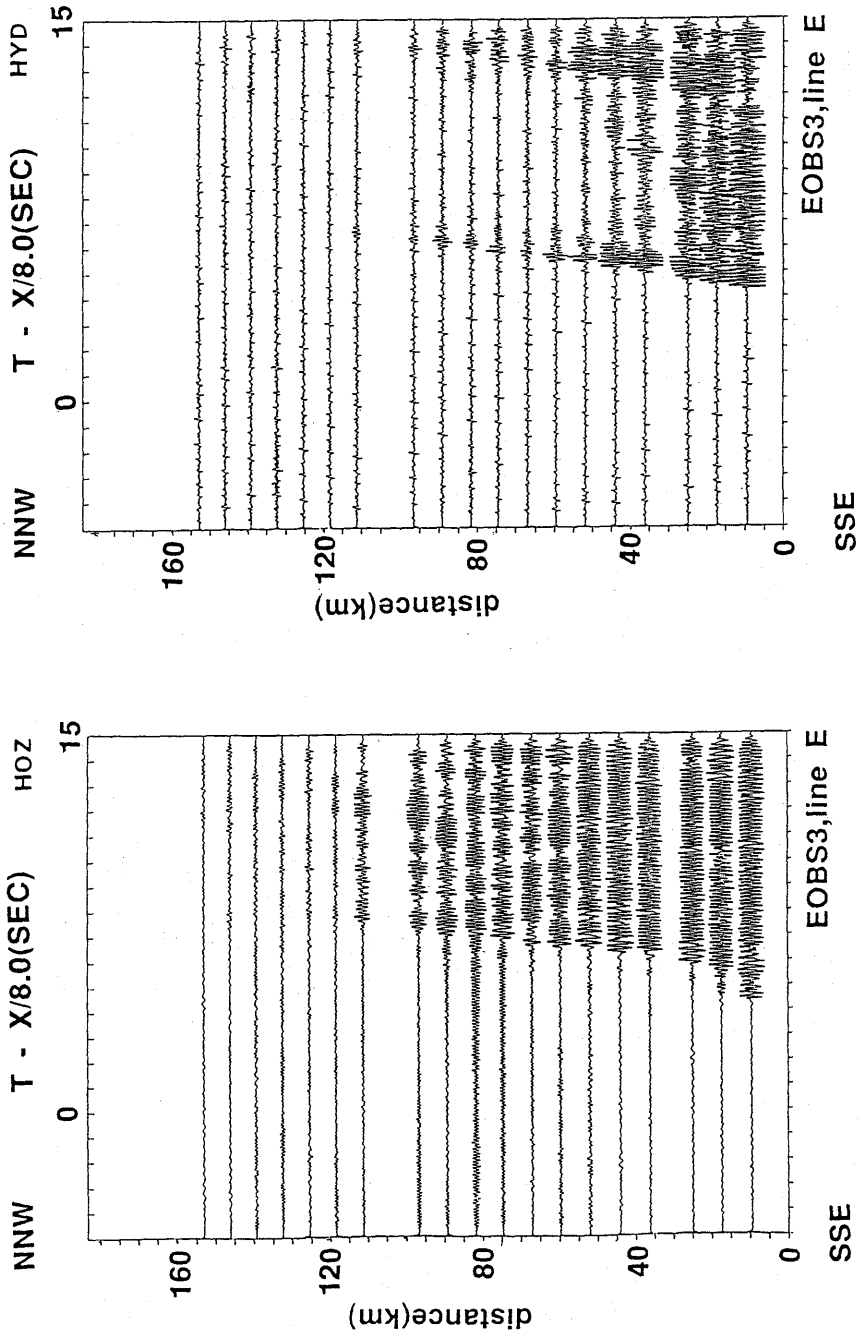 NNW T - X/8.0(SEC) HYD
0 15
160
120
80
40
0
distance(km)
SSE EOBS3,line E
NNW T - X/8.0(SEC) HOZ
0 15
160
120
80
40
0
distance(km)
SSE EOBS3,line E